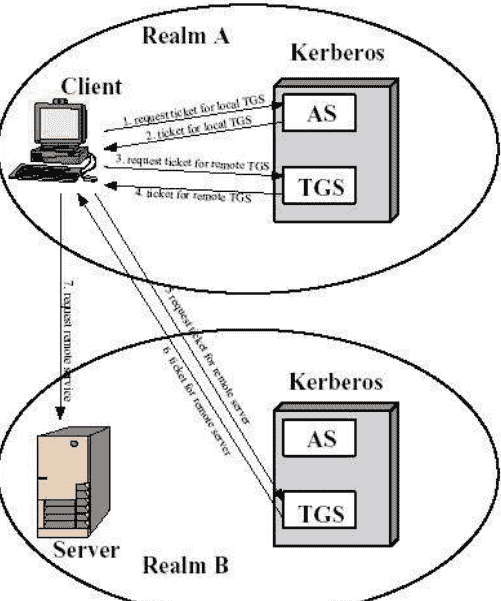 Realm A
Kerberos
Client
1. request ticket for local TGS
AS
2. ticket for local TGS
3. request ticket for remote TGS
TGS
4. ticket for remote TGS
5 request ticket for remote server
6. ticket for remote server
7. request remote service
Kerberos
AS
TGS
Server
Realm B